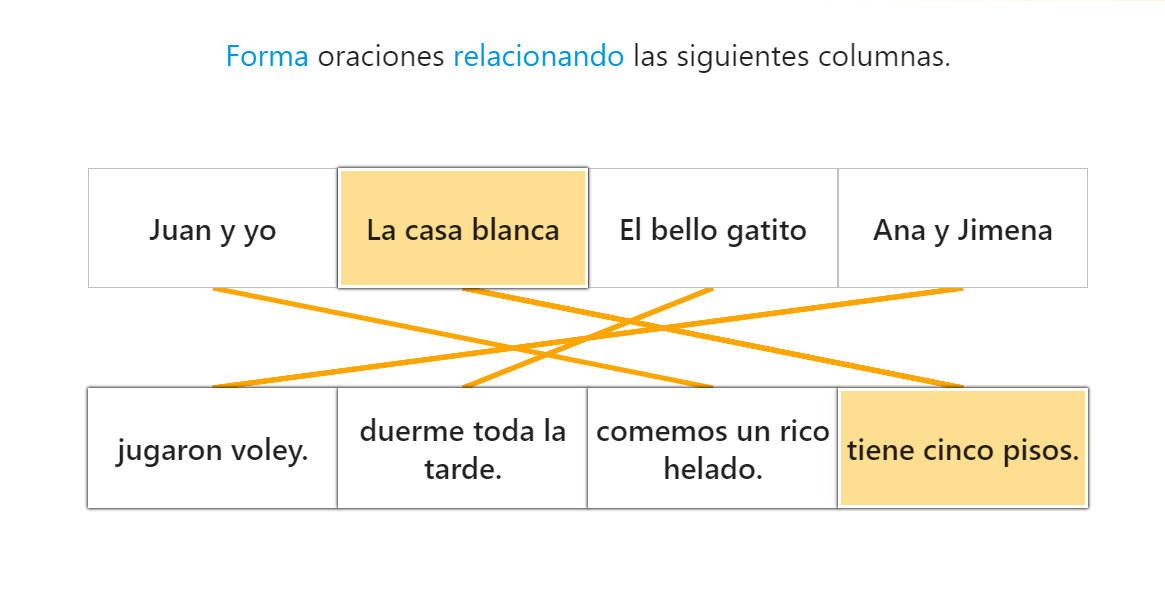 Forma oraciones relacionando las siguientes columnas.
Juan y yo
La casa blanca
El bello gatito
Ana y Jimena
jugaron voley.
duerme toda la
tarde.
comemos un rico
helado.
tiene cinco pisos.